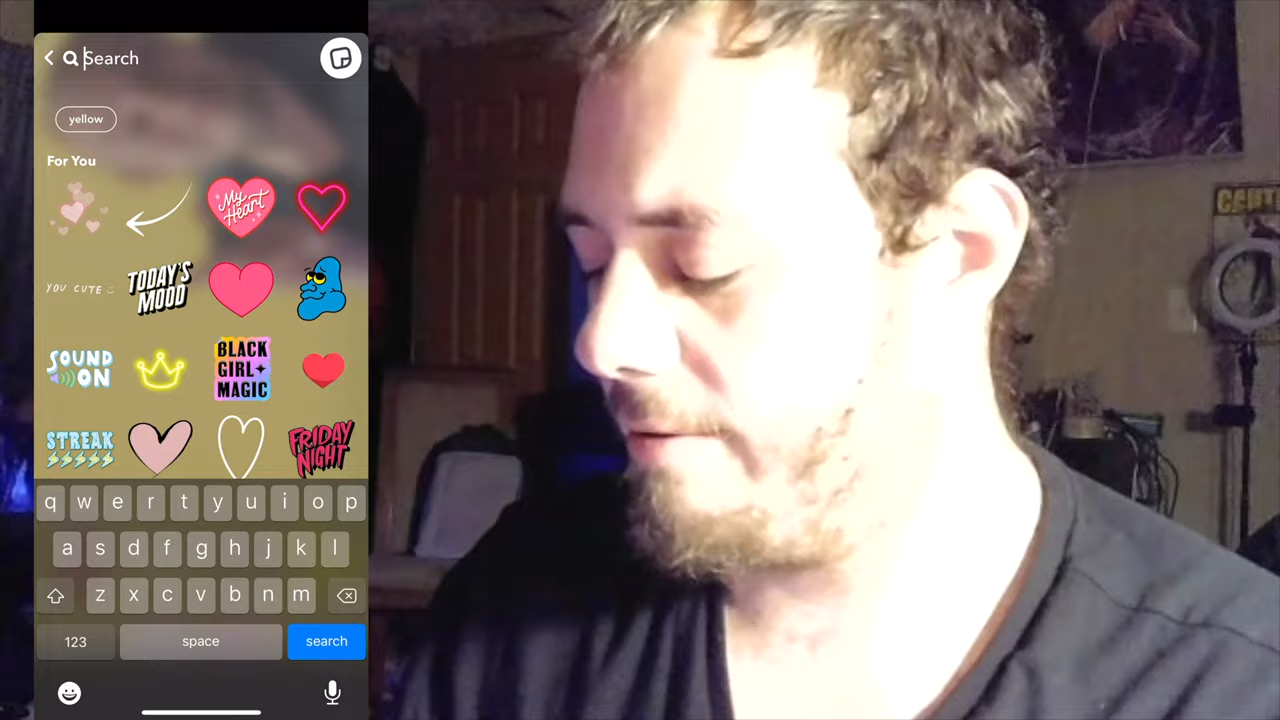 Search
yellow
For You
My
Heart
YOU CUTE
TODAY'S
MOOD
SOUND
ON
BLACK
GIRL
MAGIC
STREAK
FRIDAY
NIGHT
q w e r t y u i o p
a s d f g h j k l
z x c v b n m
123 space search